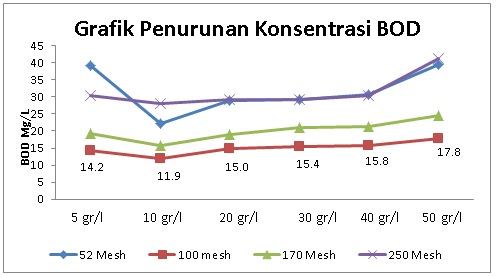 Grafik Penurunan Konsentrasi BOD
BOD Mg/L
45
40
35
30
25
20
15
10
5
0
14.2 11.9 15.0 15.4 15.8 17.8
5 gr/l 10 gr/l 20 gr/l 30 gr/l 40 gr/l 50 gr/l
52 Mesh 100 mesh 170 Mesh 250 Mesh